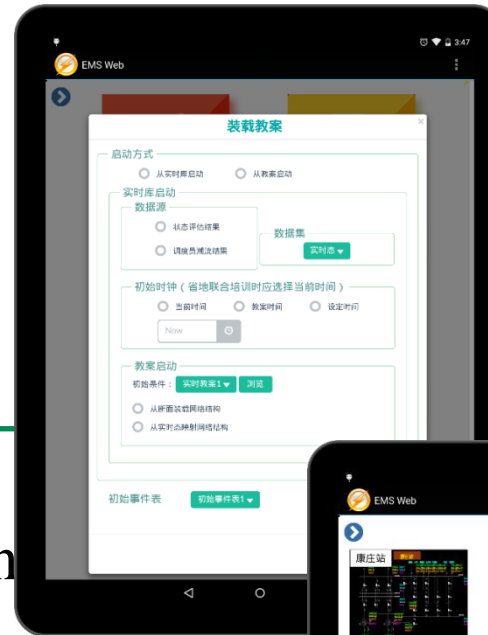 3:47
EMS Web
装载教案
×
启动方式
从实时库启动 从教案启动
实时库启动
数据源
状态评估结果
调度员潮流结果
数据集
实时态
初始时钟（省地联合培训时应选择当前时间）
当前时间 教案时间 设定时间
Now
教案启动
初始条件： 实时教案1 浏览
从断面装载网络结构
从实时态映射网络结构
初始事件表 初始事件表1
EMS Web
康庄站
康庄站